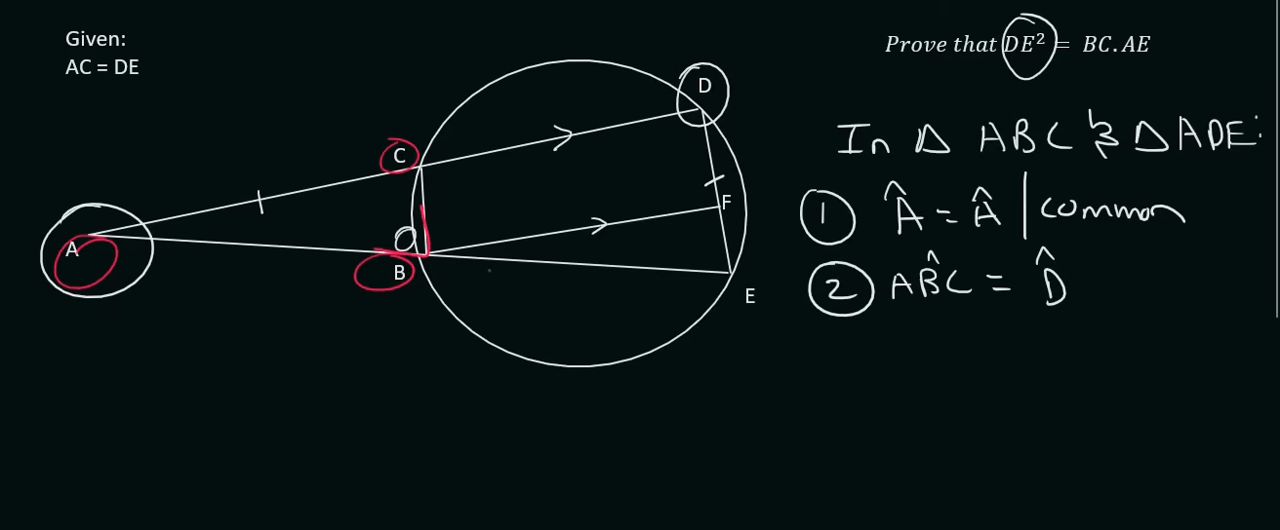 Given:
AC = DE
Prove that DE² = BC.AE
In Δ ABC & Δ ADE:
① Â = Â | common
② AB̂C = D̂
A
C
B
D
F
E